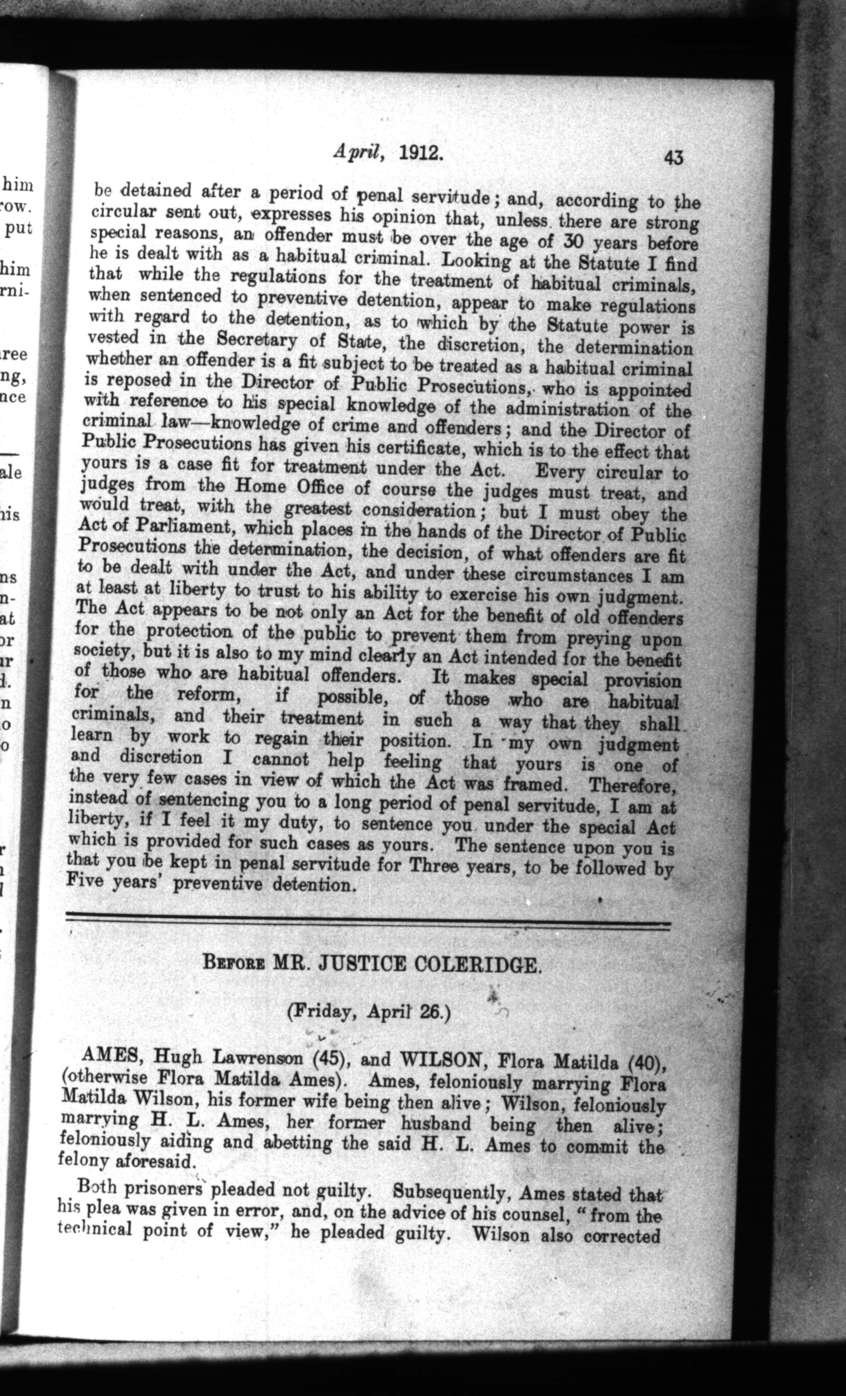 April, 1912.
43
him
row.
put
him
rni-
ree
ng,
nce
ale
his
ns
n-
at
or
ur
d.
n
o
o
r
be detained after a period of penal servitude; and, according to the
circular sent out, expresses his opinion that, unless there are strong
special reasons, an offender must be over the age of 30 years before
he is dealt with as a habitual criminal. Looking at the Statute I find
that while the regulations for the treatment of habitual criminals,
when sentenced to preventive detention, appear to make regulations
with regard to the detention, as to which by the Statute power is
vested in the Secretary of State, the discretion, the determination
whether an offender is a fit subject to be treated as a habitual criminal
is reposed in the Director of Public Prosecutions, who is appointed
with reference to his special knowledge of the administration of the
criminal law—knowledge of crime and offenders; and the Director of
Public Prosecutions has given his certificate, which is to the effect that
yours is a case fit for treatment under the Act. Every circular to
judges from the Home Office of course the judges must treat, and
would treat, with the greatest consideration; but I must obey the
Act of Parliament, which places in the hands of the Director of Public
Prosecutions the determination, the decision, of what offenders are fit
to be dealt with under the Act, and under these circumstances I am
at least at liberty to trust to his ability to exercise his own judgment.
The Act appears to be not only an Act for the benefit of old offenders
for the protection of the public to prevent them from preying upon
society, but it is also to my mind clearly an Act intended for the benefit
of those who are habitual offenders. It makes special provision
for the reform, if possible, of those who are habitual
criminals, and their treatment in such a way that they shall
learn by work to regain their position. In my own judgment
and discretion I cannot help feeling that yours is one of
the very few cases in view of which the Act was framed. Therefore,
instead of sentencing you to a long period of penal servitude, I am at
liberty, if I feel it my duty, to sentence you under the special Act
which is provided for such cases as yours. The sentence upon you is
that you be kept in penal servitude for Three years, to be followed by
Five years' preventive detention.
BEFORE MR. JUSTICE COLERIDGE.
(Friday, April 26.)
AMES, Hugh Lawrenson (45), and WILSON, Flora Matilda (40),
(otherwise Flora Matilda Ames). Ames, feloniously marrying Flora
Matilda Wilson, his former wife being then alive; Wilson, feloniously
marrying H. L. Ames, her former husband being then alive;
feloniously aiding and abetting the said H. L. Ames to commit the
felony aforesaid.
Both prisoners pleaded not guilty. Subsequently, Ames stated that
his plea was given in error, and, on the advice of his counsel, "from the
technical point of view," he pleaded guilty. Wilson also corrected